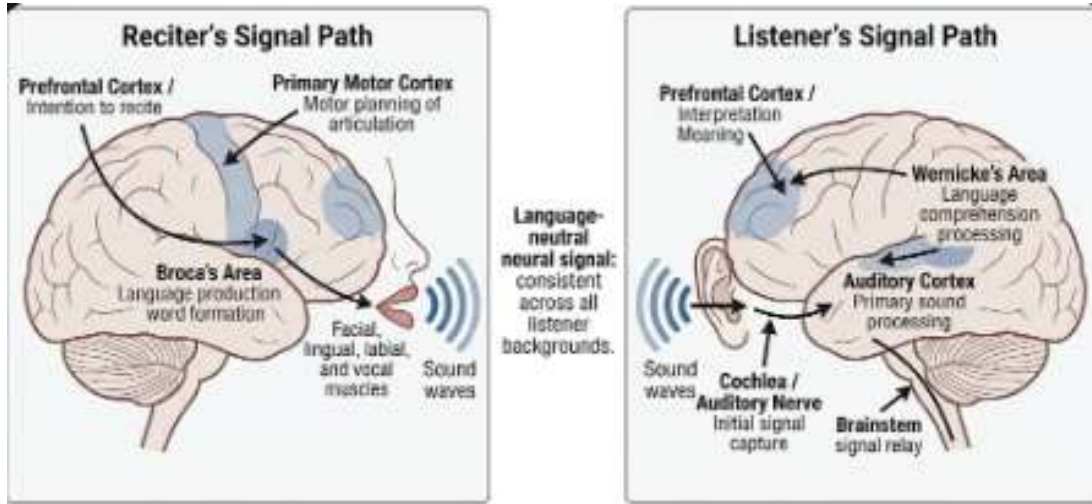 Reciter's Signal Path
Prefrontal Cortex /
Intention to recite
Primary Motor Cortex
Motor planning of
articulation
Broca's Area
Language production
word formation
Facial,
lingual, labial,
and vocal
muscles
Sound
waves
Language-
neutral
neural signal:
consistent
across all
listener
backgrounds.
Listener's Signal Path
Prefrontal Cortex /
Interpretation
Meaning
Wernicke's Area
Language
comprehension
processing
Auditory Cortex
Primary sound
processing
Sound
waves
Cochlea /
Auditory Nerve
Initial signal
capture
Brainstem
signal relay